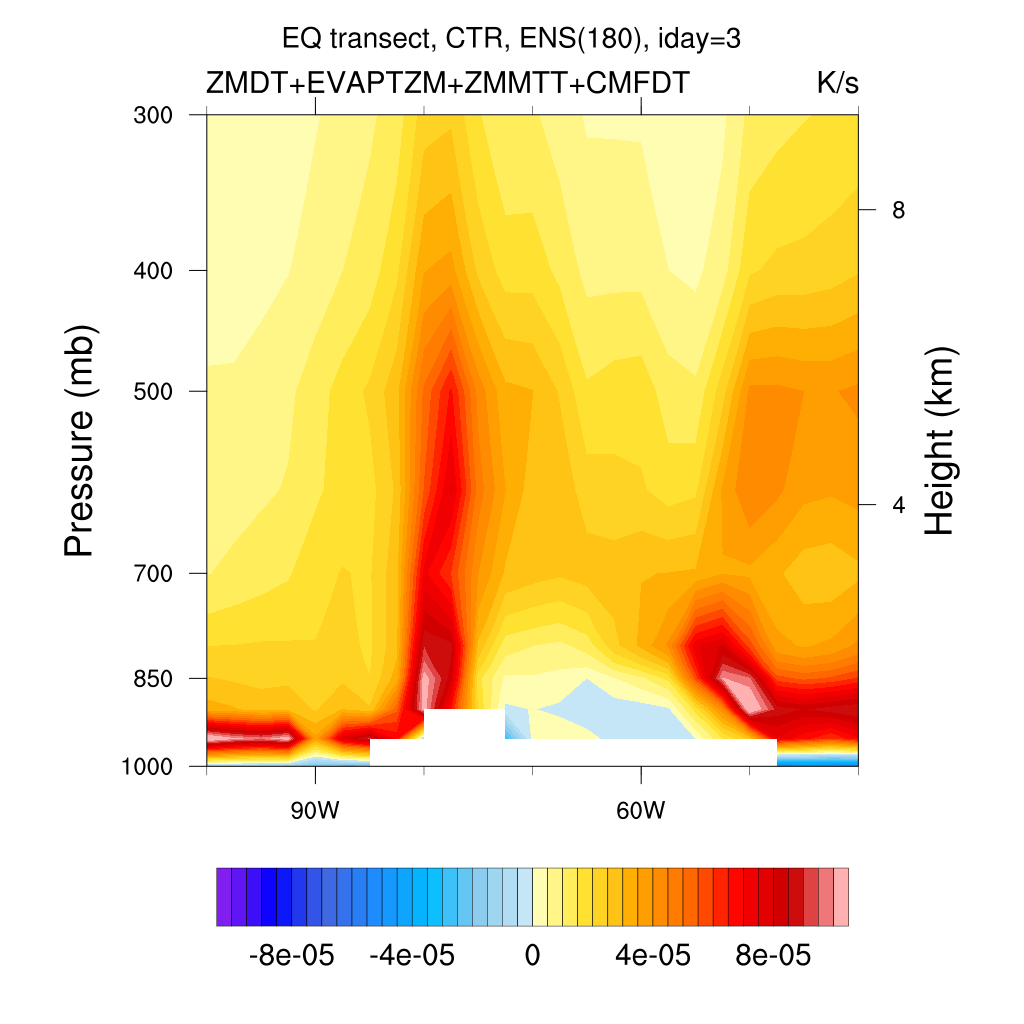 EQ transect, CTR, ENS(180), iday=3
ZMDT+EVAPTZM+ZMMTT+CMFDT K/s
300
400
500
700
850
1000
Pressure (mb)
8
4
Height (km)
90W 60W
-8e-05 -4e-05 0 4e-05 8e-05